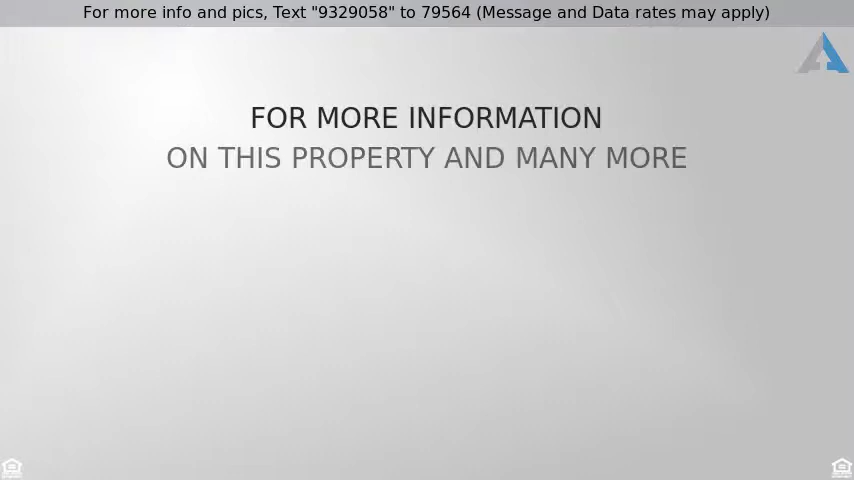 For more info and pics, Text "9329058" to 79564 (Message and Data rates may apply)
FOR MORE INFORMATION
ON THIS PROPERTY AND MANY MORE